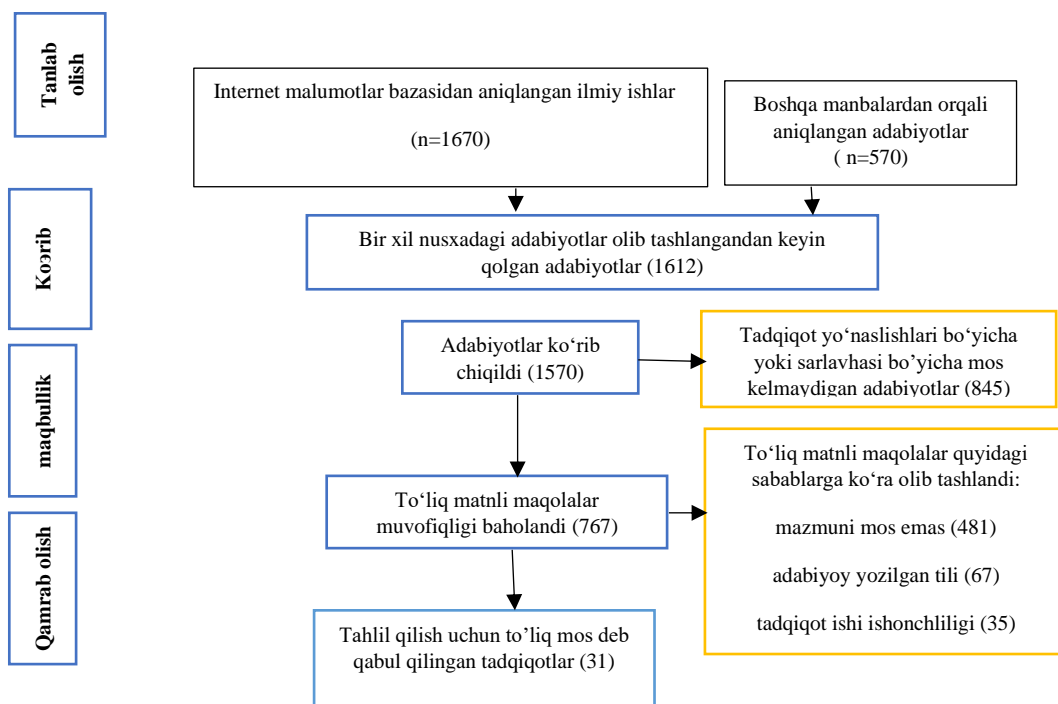 Tanlab
olish
Internet malumotlar bazasidan aniqlangan ilmiy ishlar
(n=1670)
Boshqa manbalardan orqali
aniqlangan adabiyotlar
( n=570)
Koэrib
Bir xil nusxadagi adabiyotlar olib tashlangandan keyin
qolgan adabiyotlar (1612)
maqbullik
Adabiyotlar ko‘rib
chiqildi (1570)
Tadqiqot yo‘naslishlari bo‘yicha
yoki sarlavhasi bo’yicha mos
kelmaydigan adabiyotlar (845)
To‘liq matnli maqolalar
muvofiqligi baholandi (767)
To‘liq matnli maqolalar quyidagi
sabablarga ko‘ra olib tashlandi:
mazmuni mos emas (481)
adabiyoy yozilgan tili (67)
tadqiqot ishi ishonchliligi (35)
Qamrab olish
Tahlil qilish uchun to’liq mos deb
qabul qilingan tadqiqotlar (31)